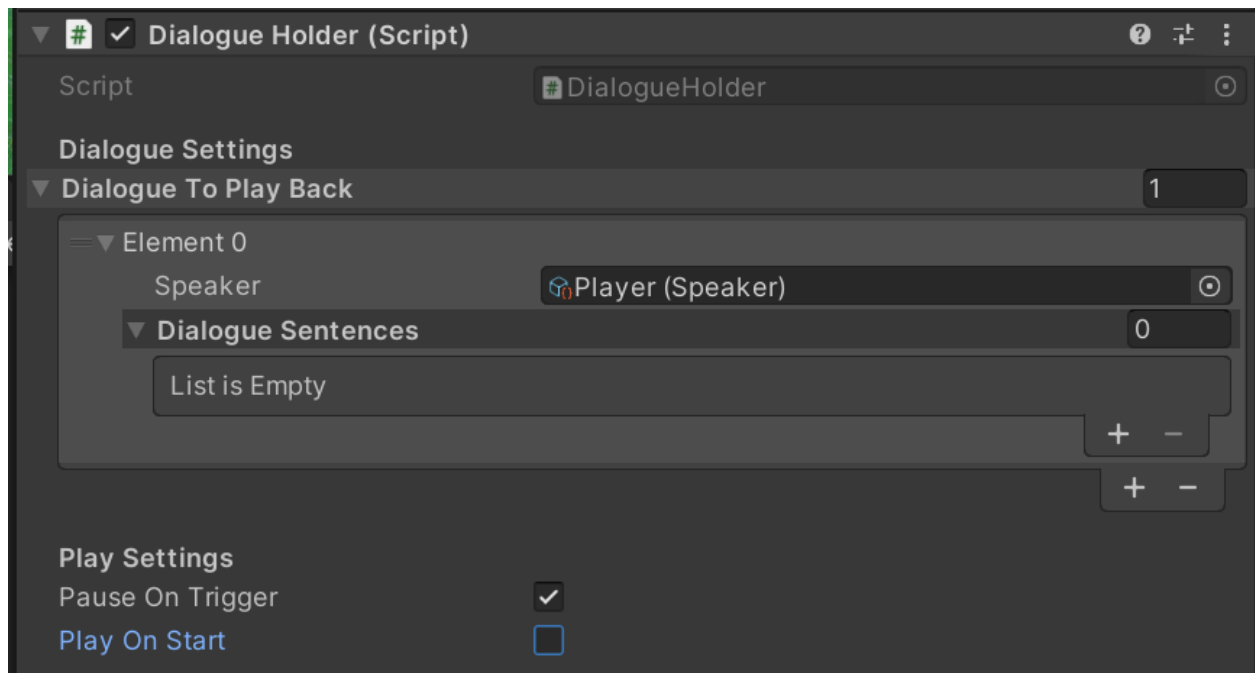 Dialogue Holder (Script)
Script DialogueHolder
Dialogue Settings
Dialogue To Play Back 1
Element 0
Speaker Player (Speaker)
Dialogue Sentences 0
List is Empty
Play Settings
Pause On Trigger
Play On Start